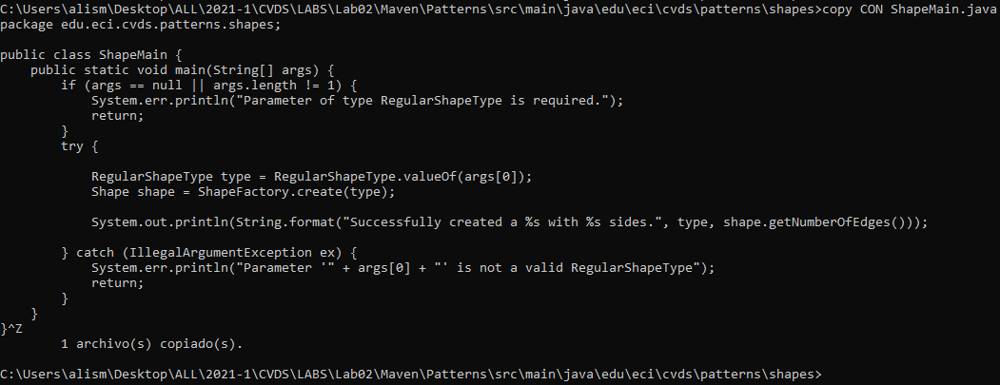 C:\Users\alism\Desktop\ALL\2021-1\CVDS\LABS\Lab02\Maven\Patterns\src\main\java\edu\eci\cvds\patterns\shapes>copy CON ShapeMain.java
package edu.eci.cvds.patterns.shapes;

public class ShapeMain {
    public static void main(String[] args) {
        if (args == null || args.length != 1) {
            System.err.println("Parameter of type RegularShapeType is required.");
            return;
        }
        try {

            RegularShapeType type = RegularShapeType.valueOf(args[0]);
            Shape shape = ShapeFactory.create(type);

            System.out.println(String.format("Successfully created a %s with %s sides.", type, shape.getNumberOfEdges()));

        } catch (IllegalArgumentException ex) {
            System.err.println("Parameter '" + args[0] + "' is not a valid RegularShapeType");
            return;
        }
    }
}^Z
        1 archivo(s) copiado(s).

C:\Users\alism\Desktop\ALL\2021-1\CVDS\LABS\Lab02\Maven\Patterns\src\main\java\edu\eci\cvds\patterns\shapes>